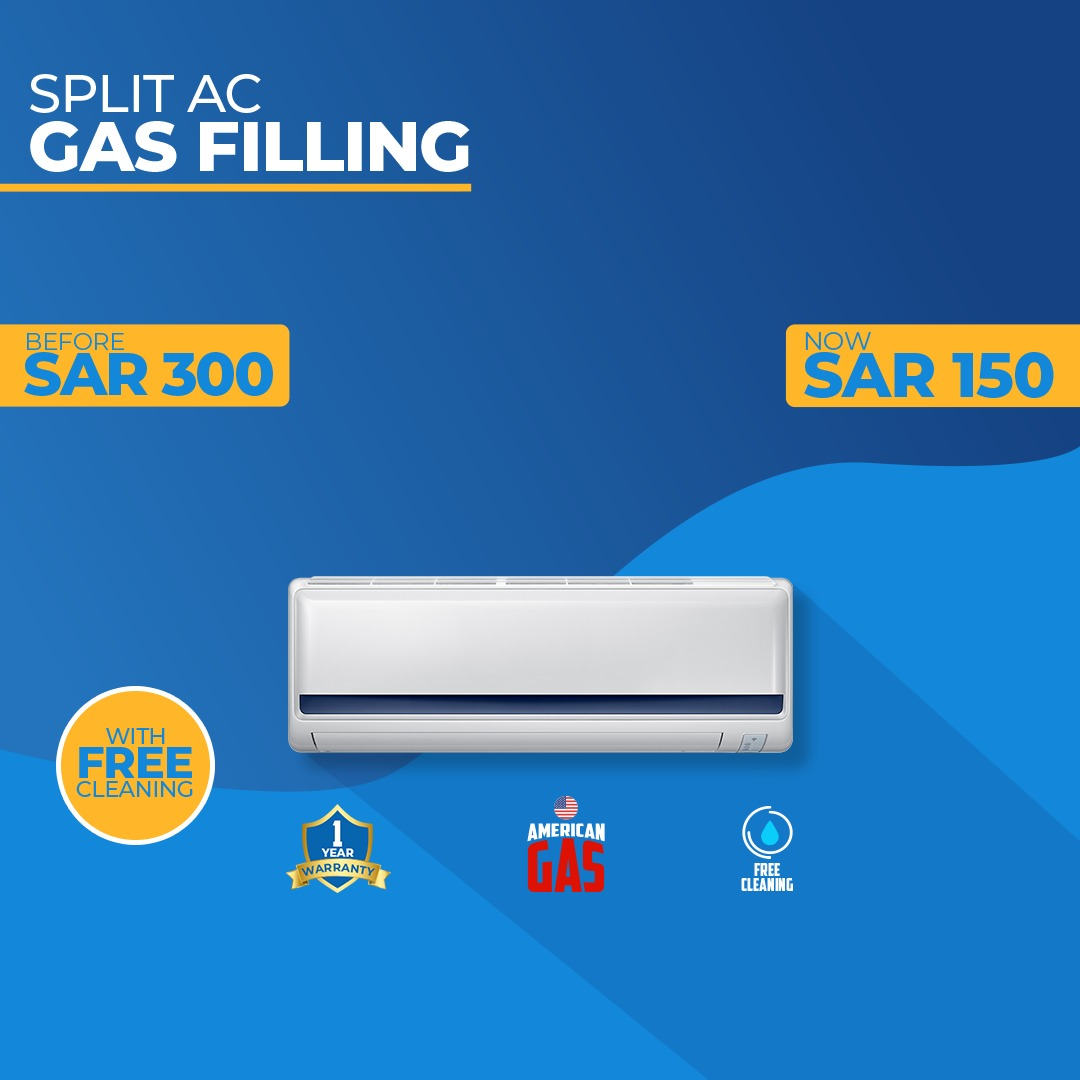 SPLIT AC
GAS FILLING
BEFORE
SAR 300
NOW
SAR 150
WITH
FREE
CLEANING
1
YEAR
WARRANTY
AMERICAN
GAS
FREE
CLEANING